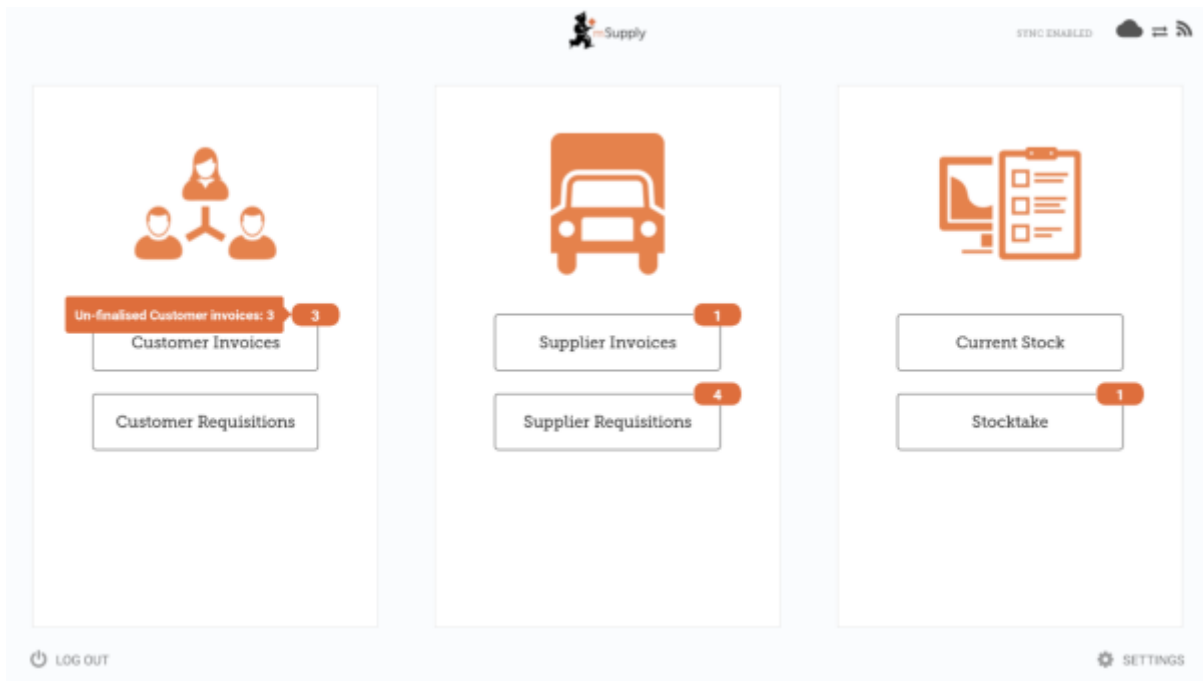 mSupply
SYNC ENABLED
Un-finalised Customer invoices: 3
3
Customer Invoices
Customer Requisitions
1
Supplier Invoices
4
Supplier Requisitions
Current Stock
1
Stocktake
LOG OUT
SETTINGS